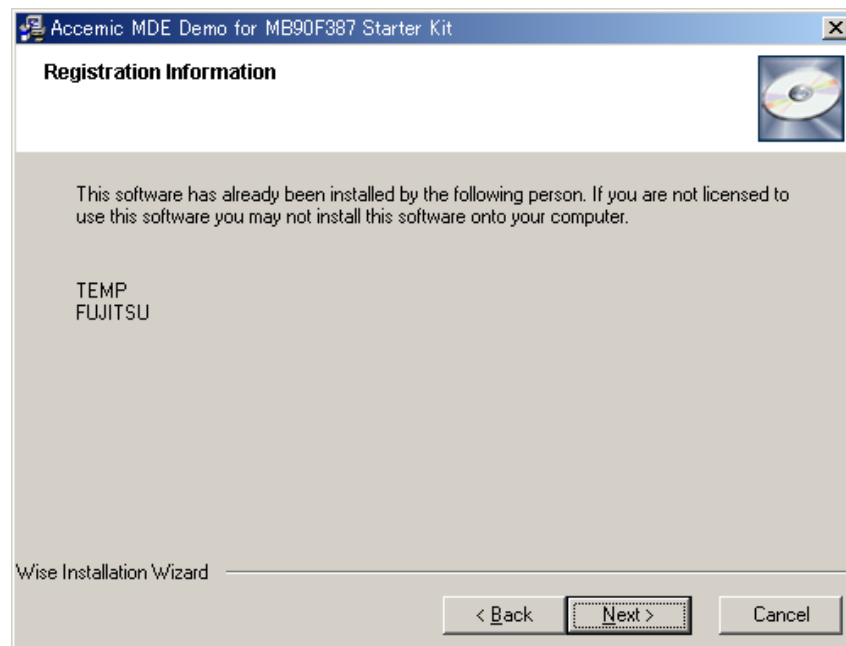 Accemic MDE Demo for MB90F387 Starter Kit
Registration Information
This software has already been installed by the following person. If you are not licensed to
use this software you may not install this software onto your computer.
TEMP
FUJITSU
Wise Installation Wizard
< Back
Next >
Cancel